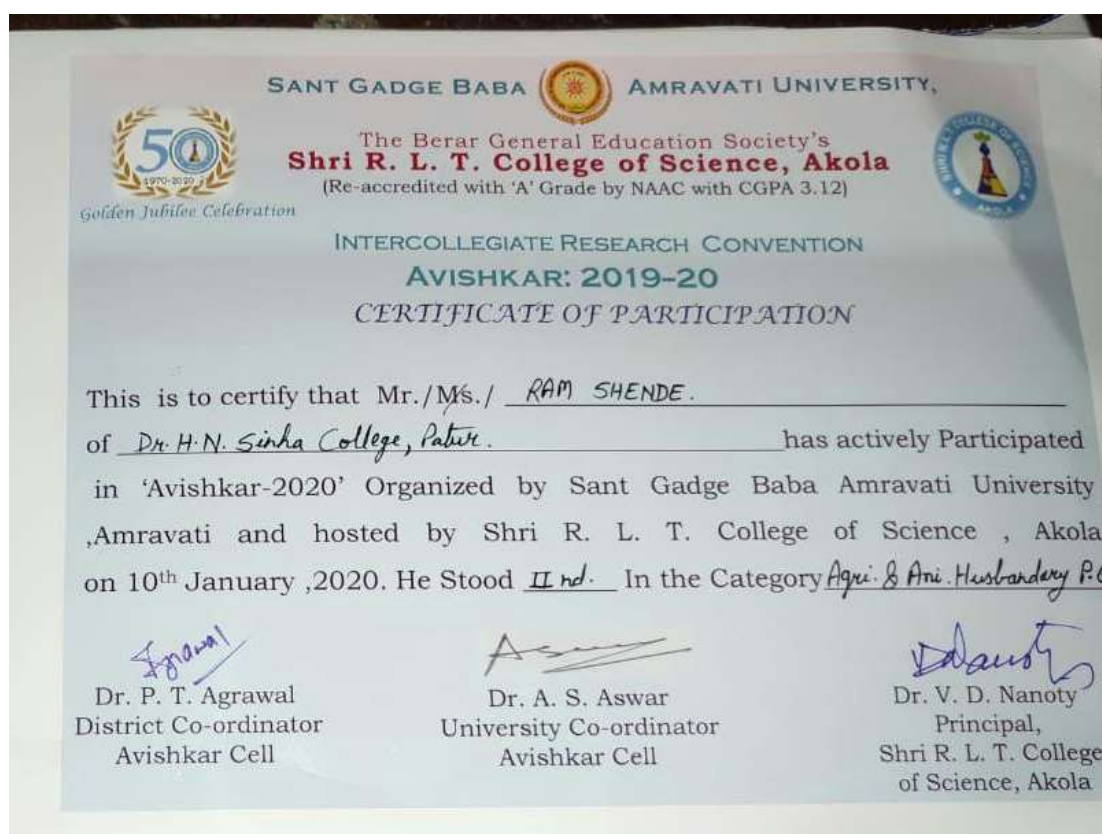 SANT GADGE BABA AMRAVATI UNIVERSITY,
50
1970-2020
Golden Jubilee Celebration
The Berar General Education Society's
Shri R. L. T. College of Science, Akola
(Re-accredited with 'A' Grade by NAAC with CGPA 3.12)
SHRI R.L.T. COLLEGE OF SCIENCE
AKOLA
INTERCOLLEGIATE RESEARCH CONVENTION
AVISHKAR: 2019-20
CERTIFICATE OF PARTICIPATION
This is to certify that Mr./Ms./ RAM SHENDE.
of Dr. H. N. Sinha College, Patur. has actively Participated
in 'Avishkar-2020' Organized by Sant Gadge Baba Amravati University
,Amravati and hosted by Shri R. L. T. College of Science , Akola
on 10th January ,2020. He Stood II nd. In the Category Agri. & Ani. Husbandary P.G
Agrawal
Dr. P. T. Agrawal
District Co-ordinator
Avishkar Cell
Dr. A. S. Aswar
University Co-ordinator
Avishkar Cell
Dr. V. D. Nanoty
Principal,
Shri R. L. T. College
of Science, Akola